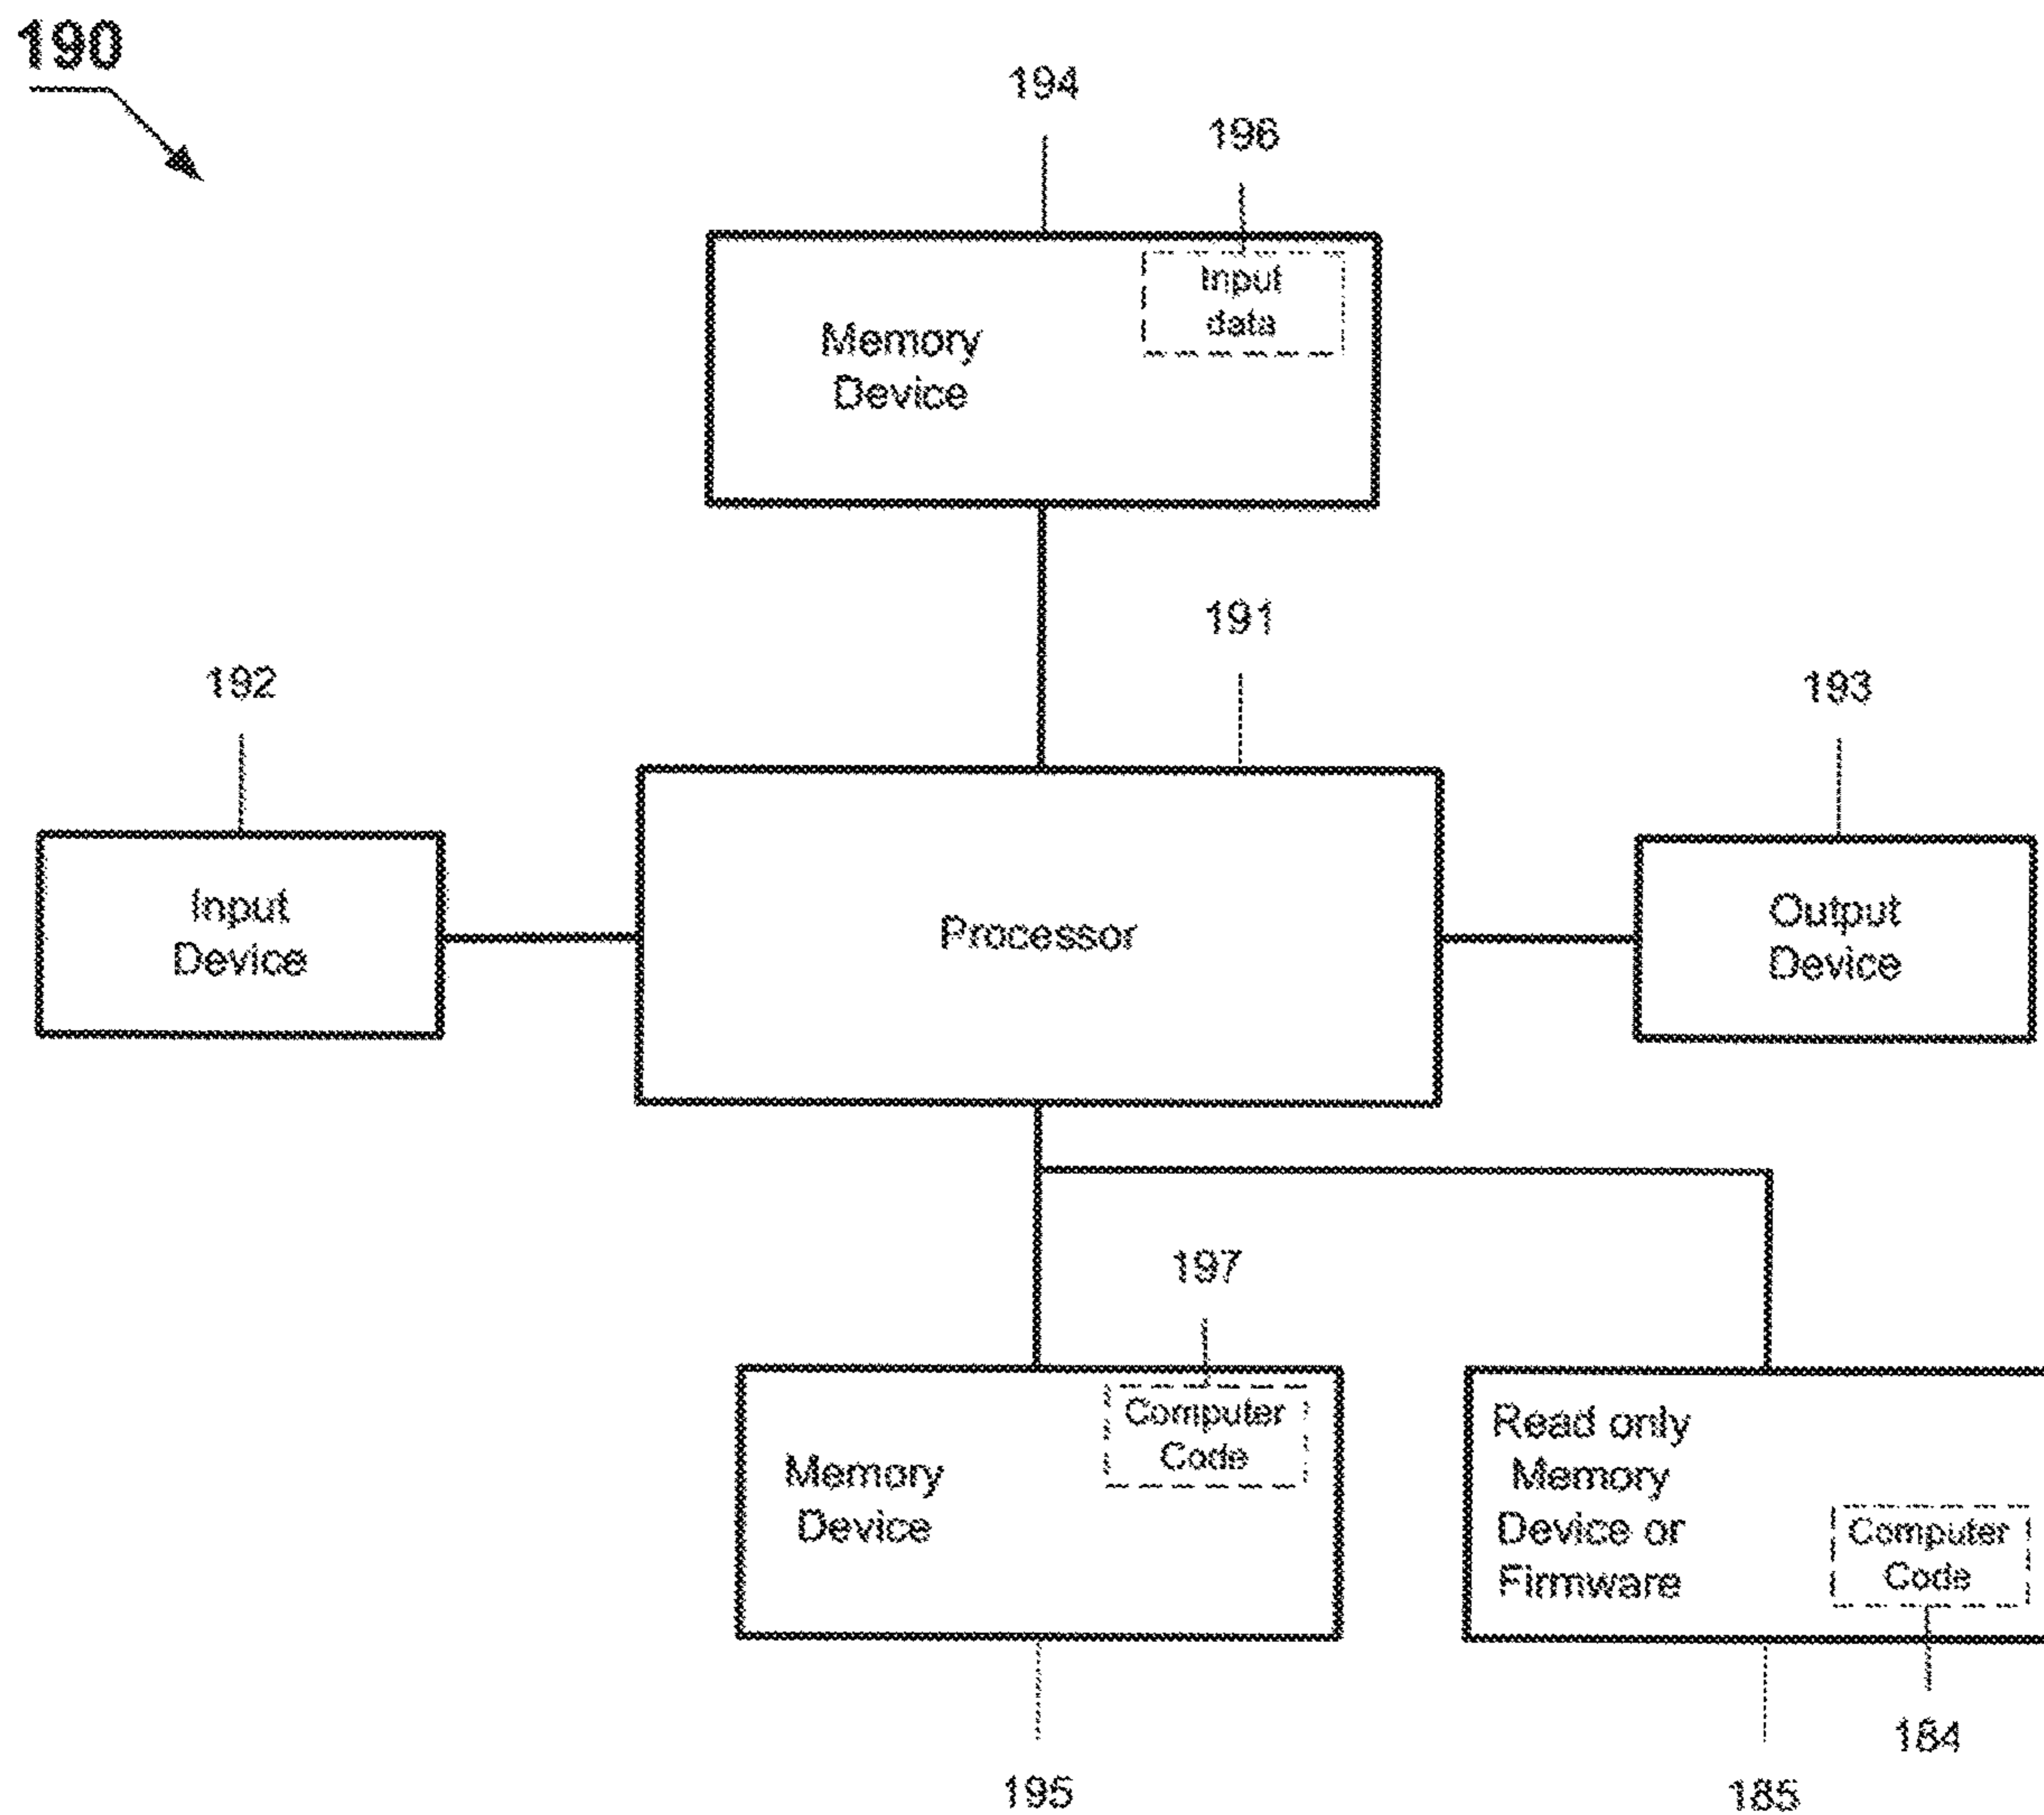 190
194
196
Input
data
Memory
Device
191
192
193
Input
Device
Processor
Output
Device
197
Computer
Code
Memory
Device
Read only
Memory
Device or
Firmware
Computer
Code
184
195
185